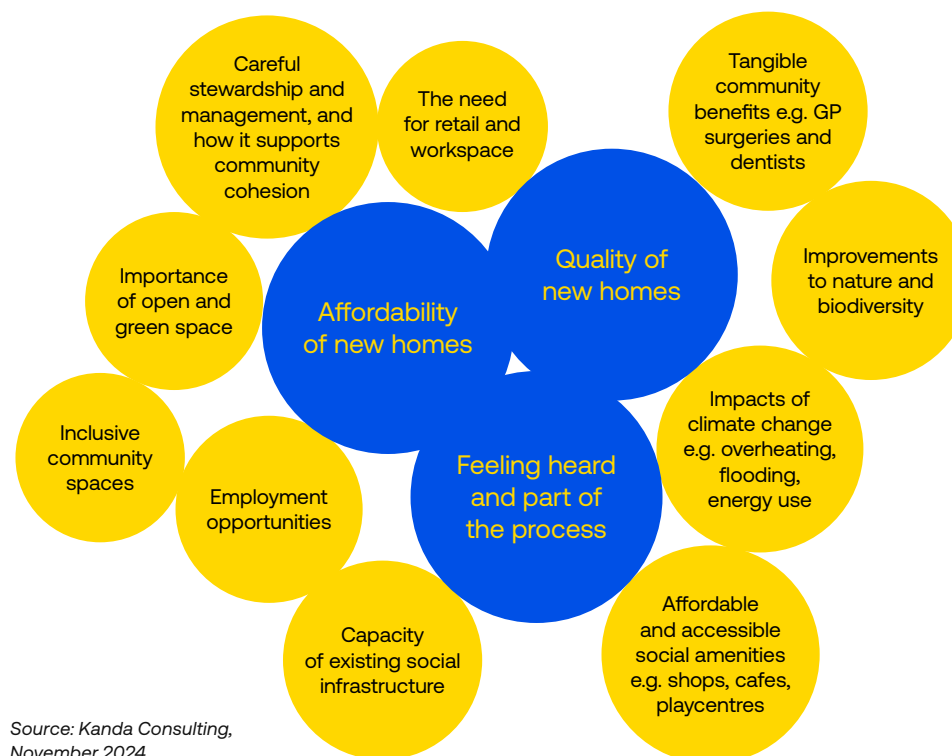 Careful
stewardship and
management, and
how it supports
community
cohesion
The need
for retail and
workspace
Tangible
community
benefits e.g. GP
surgeries and
dentists
Quality of
new homes
Improvements
to nature and
biodiversity
Importance
of open and
green space
Affordability
of new homes
Impacts of
climate change
e.g. overheating,
flooding,
energy use
Inclusive
community
spaces
Employment
opportunities
Feeling heard
and part of
the process
Capacity
of existing social
infrastructure
Affordable
and accessible
social amenities
e.g. shops, cafes,
playcentres
Source: Kanda Consulting,
November 2024